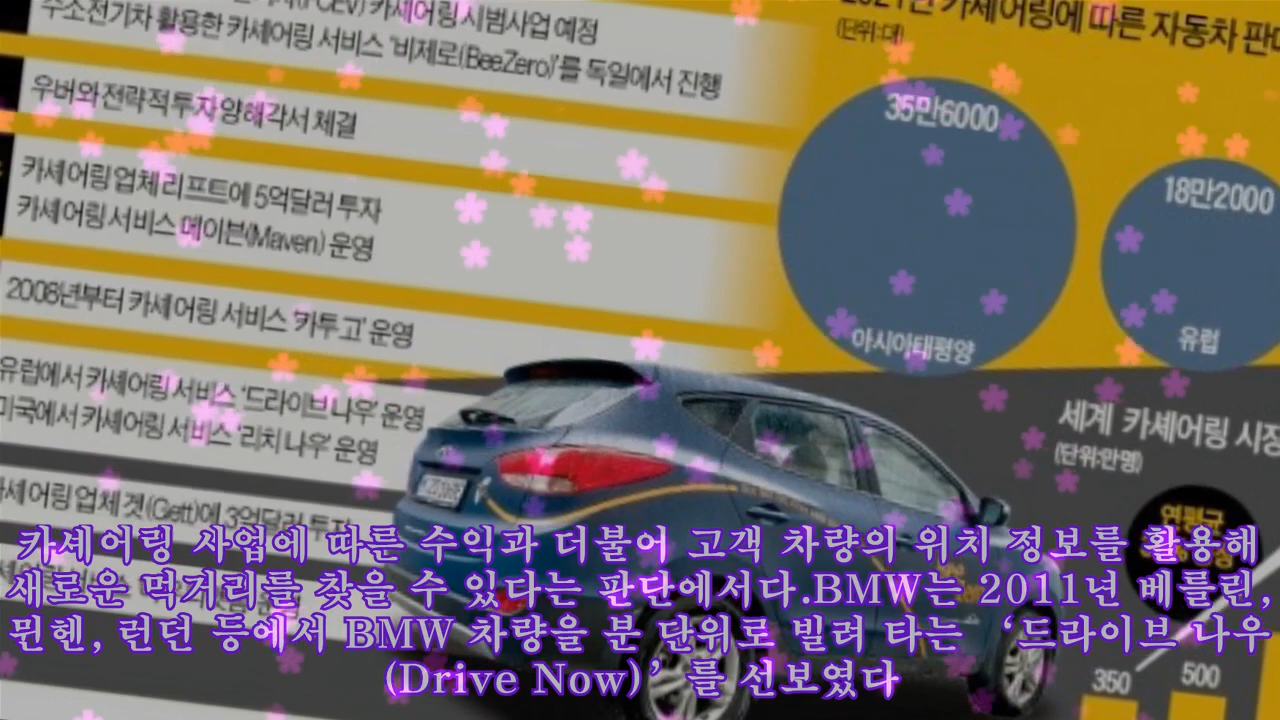 카셰어링 시범사업 예정
수소전기차 활용한 카셰어링 서비스 ‘비제로(BeeZero)’를 독일에서 진행
우버와 전략적 투자 양해각서 체결
카셰어링 업체 리프트에 5억달러 투자
카셰어링 서비스 메이븐(Maven) 운영
2008년부터 카셰어링 서비스 ‘카투고’ 운영
유럽에서 카셰어링 서비스 ‘드라이브 나우’ 운영
미국에서 카셰어링 서비스 ‘리치 나우’ 운영
카셰어링 업체 겟(Gett)에 3억달러 투자
카셰어링에 따른 자동차 판매
(단위:대)
35만6000
아시아태평양
18만2000
유럽
세계 카셰어링 시장
(단위:만명)
연평균
350
500
카셰어링 사업에 따른 수익과 더불어 고객 차량의 위치 정보를 활용해
새로운 먹거리를 찾을 수 있다는 판단에서다.BMW는 2011년 베를린,
뮌헨, 런던 등에서 BMW 차량을 분 단위로 빌려 타는 ‘드라이브 나우
(Drive Now)’를 선보였다